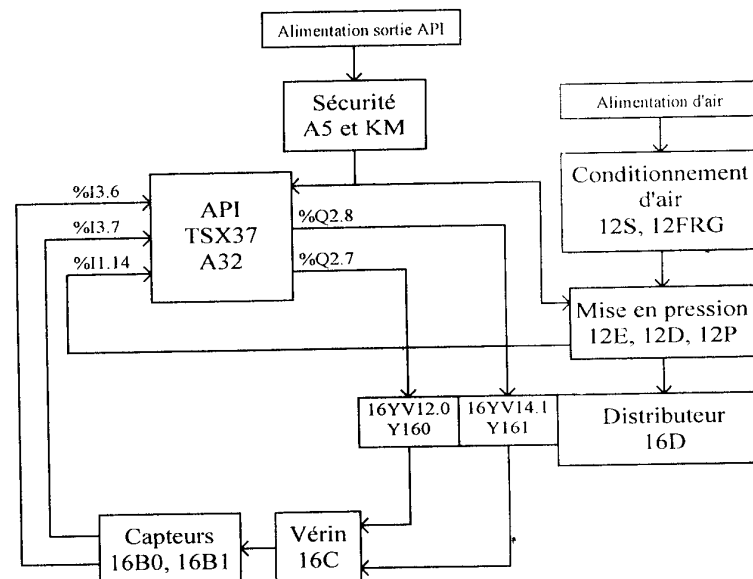 Alimentation sortie API
Sécurité
A5 et KM
Alimentation d'air
Conditionnement
d'air
12S, 12FRG
%I3.6
%I3.7
%I1.14
API
TSX37
A32
%Q2.8
%Q2.7
Mise en pression
12E, 12D, 12P
16YV12.0
Y160
16YV14.1
Y161
Distributeur
16D
Capteurs
16B0, 16B1
Vérin
16C